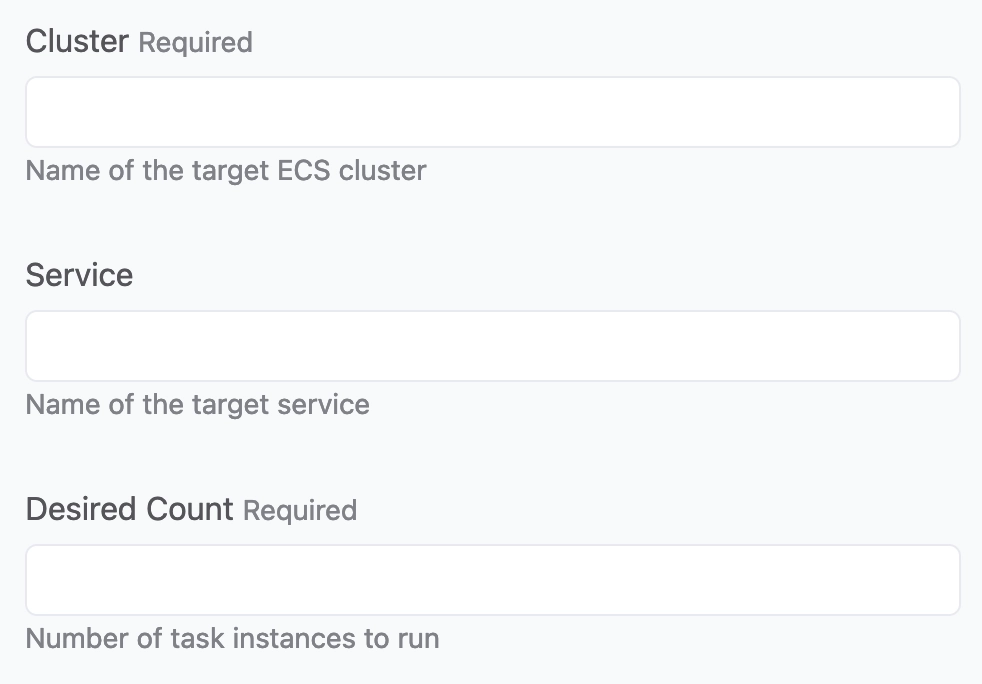 Cluster Required
Name of the target ECS cluster
Service
Name of the target service
Desired Count Required
Number of task instances to run